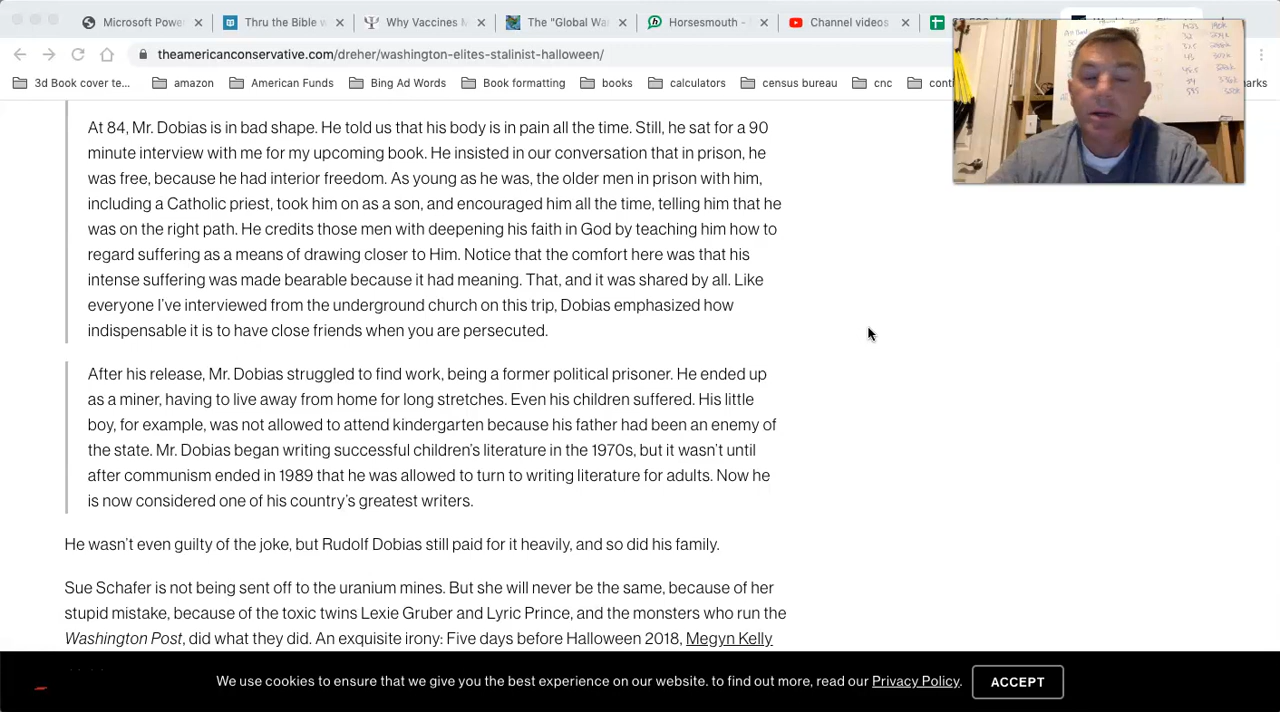 Microsoft Powe
Thru the Bible w
Why Vaccines M
The "Global Wa
Horsesmouth -
Channel videos
theamericanconservative.com/dreher/washington-elites-stalinist-halloween/
3d Book cover te...
amazon
American Funds
Bing Ad Words
Book formatting
books
calculators
census bureau
cnc
At 84, Mr. Dobias is in bad shape. He told us that his body is in pain all the time. Still, he sat for a 90
minute interview with me for my upcoming book. He insisted in our conversation that in prison, he
was free, because he had interior freedom. As young as he was, the older men in prison with him,
including a Catholic priest, took him on as a son, and encouraged him all the time, telling him that he
was on the right path. He credits those men with deepening his faith in God by teaching him how to
regard suffering as a means of drawing closer to Him. Notice that the comfort here was that his
intense suffering was made bearable because it had meaning. That, and it was shared by all. Like
everyone I've interviewed from the underground church on this trip, Dobias emphasized how
indispensable it is to have close friends when you are persecuted.
After his release, Mr. Dobias struggled to find work, being a former political prisoner. He ended up
as a miner, having to live away from home for long stretches. Even his children suffered. His little
boy, for example, was not allowed to attend kindergarten because his father had been an enemy of
the state. Mr. Dobias began writing successful children's literature in the 1970s, but it wasn't until
after communism ended in 1989 that he was allowed to turn to writing literature for adults. Now he
is now considered one of his country's greatest writers.
He wasn't even guilty of the joke, but Rudolf Dobias still paid for it heavily, and so did his family.
Sue Schafer is not being sent off to the uranium mines. But she will never be the same, because of her
stupid mistake, because of the toxic twins Lexie Gruber and Lyric Prince, and the monsters who run the
Washington Post, did what they did. An exquisite irony: Five days before Halloween 2018, Megyn Kelly
We use cookies to ensure that we give you the best experience on our website. to find out more, read our Privacy Policy.
ACCEPT